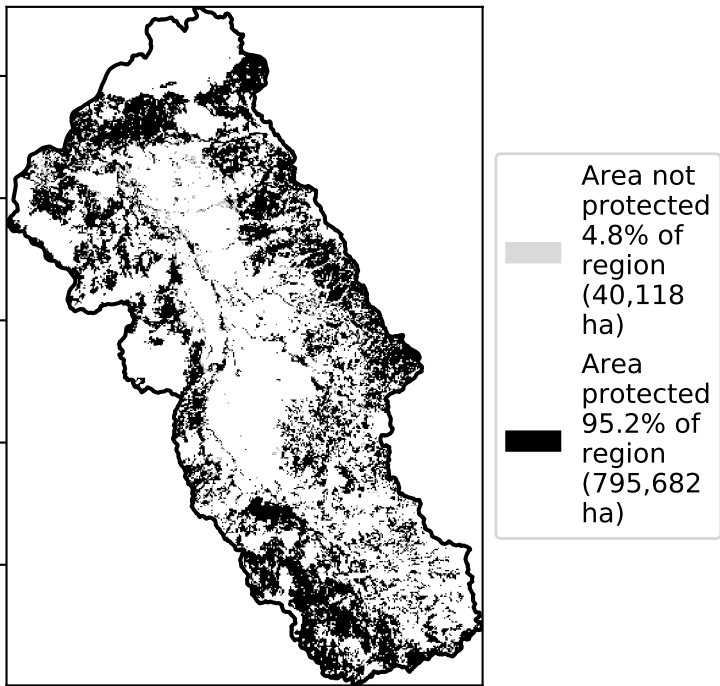 Area not
protected
4.8% of
region
(40,118
ha)
Area
protected
95.2% of
region
(795,682
ha)